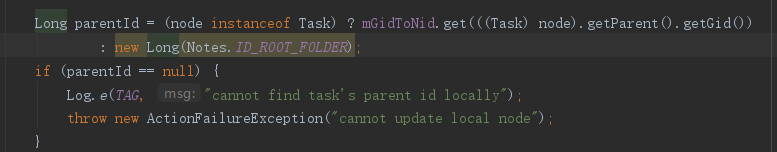 Long parentId = (node instanceof Task) ? mGidToNid.get(((Task) node).getParent().getGid())
: new Long(Notes.ID_ROOT_FOLDER);
if (parentId == null) {
Log.e(TAG, msg: "cannot find task's parent id locally");
throw new ActionFailureException("cannot update local node");
}